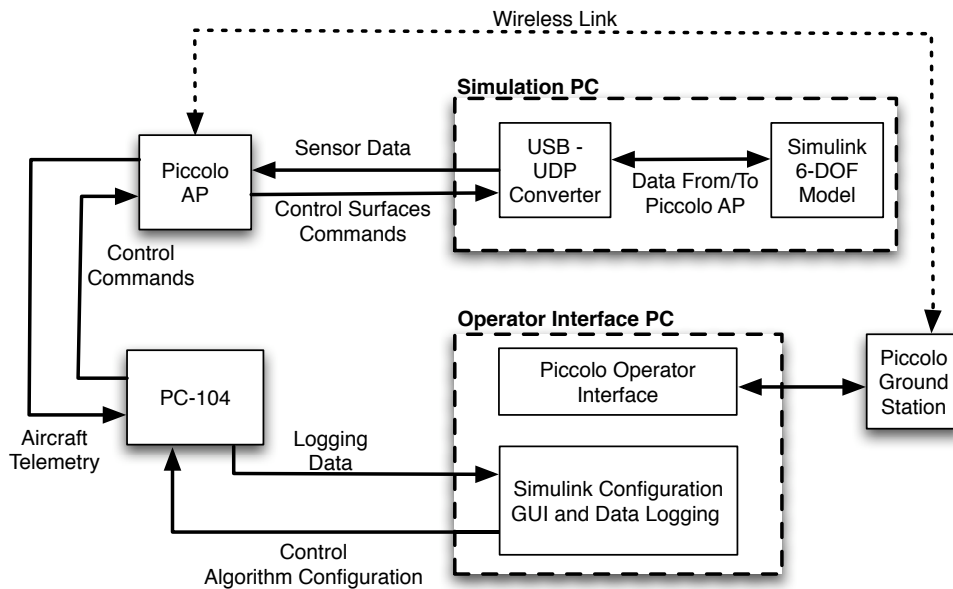 Wireless Link
Simulation PC
Piccolo
AP
Sensor Data
Control Surfaces
Commands
USB -
UDP
Converter
Data From/To
Piccolo AP
Simulink
6-DOF
Model
Control
Commands
Operator Interface PC
Piccolo Operator
Interface
Piccolo
Ground
Station
PC-104
Aircraft
Telemetry
Logging
Data
Simulink Configuration
GUI and Data Logging
Control
Algorithm Configuration